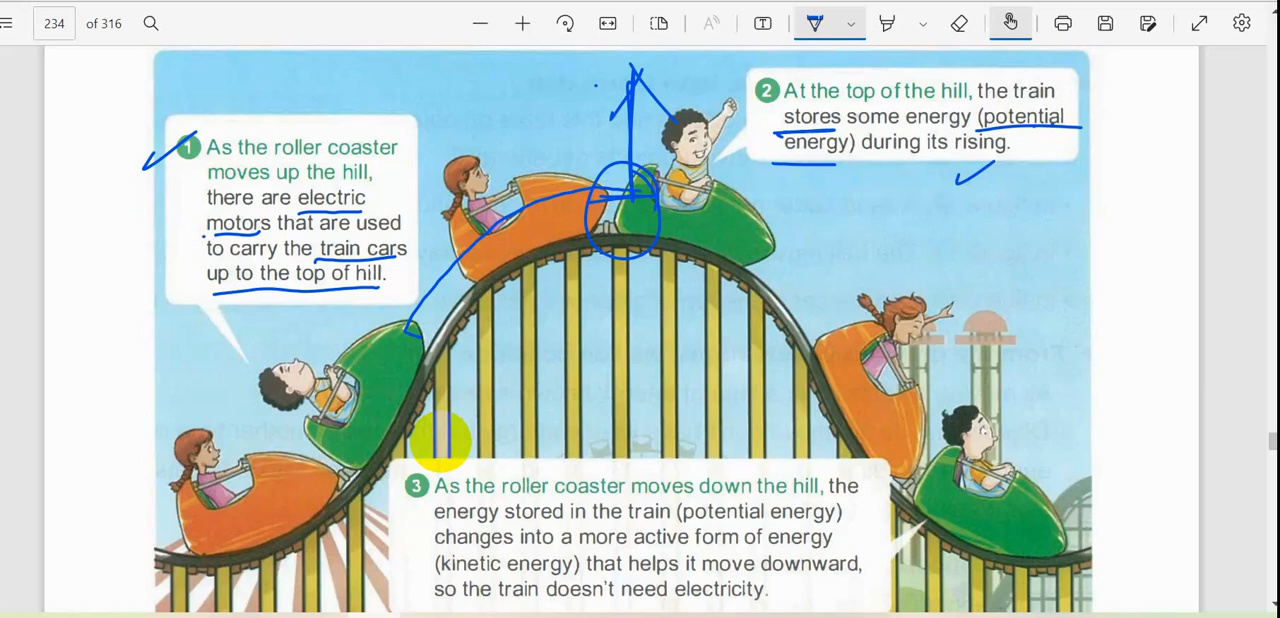 234 of 316
1 As the roller coaster
moves up the hill,
there are electric
motors that are used
to carry the train cars
up to the top of hill.
2 At the top of the hill, the train
stores some energy (potential
energy) during its rising.
3 As the roller coaster moves down the hill, the
energy stored in the train (potential energy)
changes into a more active form of energy
(kinetic energy) that helps it move downward,
so the train doesn't need electricity.